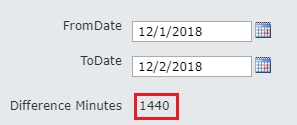 FromDate 12/1/2018
ToDate 12/2/2018
Difference Minutes 1440